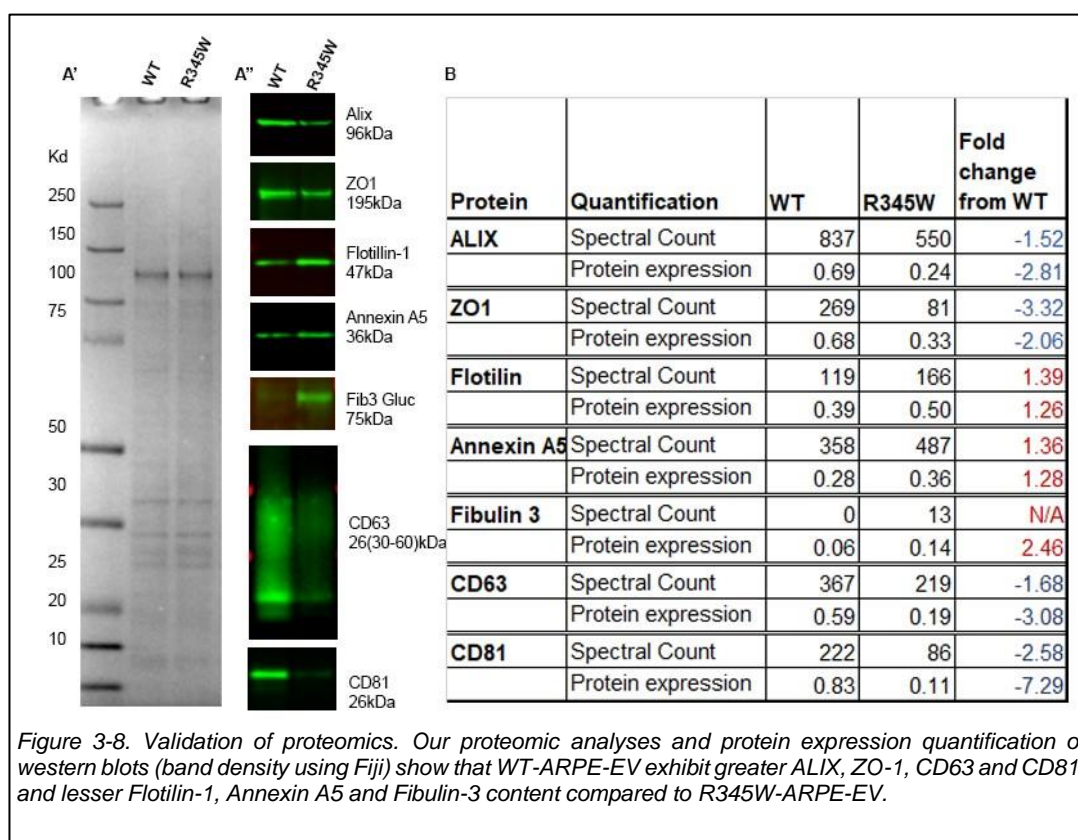 A'
WT
R345W
Kd
250
150
100
75
50
30
25
20
10
A"
WT
R345W
Alix
96kDa
ZO1
195kDa
Flotillin-1
47kDa
Annexin A5
36kDa
Fib3 Gluc
75kDa
CD63
26(30-60)kDa
CD81
26kDa
B
Protein Quantification WT R345W Fold change from WT
ALIX Spectral Count 837 550 -1.52
Protein expression 0.69 0.24 -2.81
ZO1 Spectral Count 269 81 -3.32
Protein expression 0.68 0.33 -2.06
Flotilin Spectral Count 119 166 1.39
Protein expression 0.39 0.50 1.26
Annexin A5 Spectral Count 358 487 1.36
Protein expression 0.28 0.36 1.28
Fibulin 3 Spectral Count 0 13 N/A
Protein expression 0.06 0.14 2.46
CD63 Spectral Count 367 219 -1.68
Protein expression 0.59 0.19 -3.08
CD81 Spectral Count 222 86 -2.58
Protein expression 0.83 0.11 -7.29
Figure 3-8. Validation of proteomics. Our proteomic analyses and protein expression quantification o
western blots (band density using Fiji) show that WT-ARPE-EV exhibit greater ALIX, ZO-1, CD63 and CD81
and lesser Flotilin-1, Annexin A5 and Fibulin-3 content compared to R345W-ARPE-EV.